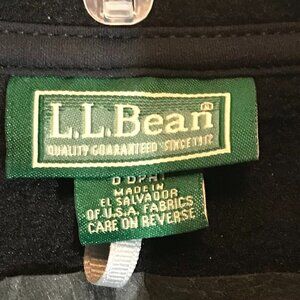 L.L.Bean®
QUALITY GUARANTEED SINCE 1912
MADE IN
EL SALVADOR
OF U.S.A. FABRICS
CARE ON REVERSE